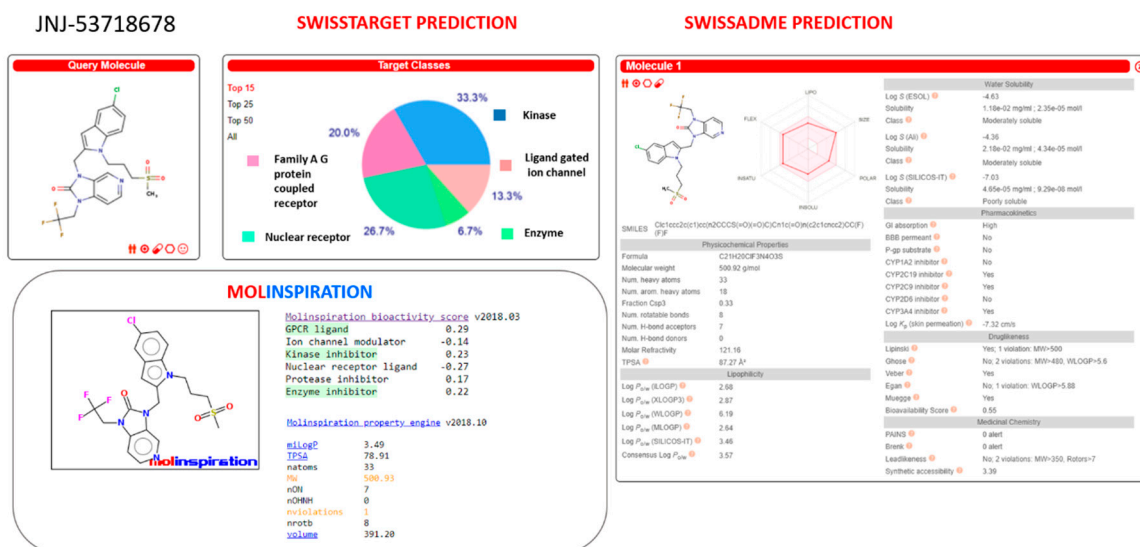 JNJ-53718678
SWISSTARGET PREDICTION
SWISSADME PREDICTION
Query Molecule
Cl
N
N
O
N
N
S
O
O
CH₃
F
F
F
Target Classes
Top 15
Top 25
Top 50
All
33.3%
Kinase
20.0%
Family A G
protein
coupled
receptor
Ligand gated
ion channel
13.3%
Nuclear receptor
26.7%
6.7%
Enzyme
MOLINSPIRATION
Cl
N
O
S
O
O
F
F
F
N
N
N
molinspiration
Molinspiration bioactivity score v2018.03
GPCR ligand 0.29
Ion channel modulator -0.14
Kinase inhibitor 0.23
Nuclear receptor ligand -0.27
Protease inhibitor 0.17
Enzyme inhibitor 0.22
Molinspiration property engine v2018.10
miLogP 3.49
TPSA 78.91
natoms 33
MW 500.93
nON 7
nOHNH 0
nviolations 1
nrotb 8
volume 391.20
Molecule 1
LIPO
SIZE
POLAR
INSOLU
INSATU
FLEX
SMILES Clc1ccc2c(c1)cc(n2CCCS(=O)(=O)C)Cn1c(=O)n(c2c1cncc2)CC(F)
(F)F
Physicochemical Properties
Formula C21H20ClF3N4O3S
Molecular weight 500.92 g/mol
Num. heavy atoms 33
Num. arom. heavy atoms 18
Fraction Csp3 0.33
Num. rotatable bonds 8
Num. H-bond acceptors 7
Num. H-bond donors 0
Molar Refractivity 121.16
TPSA 87.27 Å²
Lipophilicity
Log Po/w (iLOGP) 2.68
Log Po/w (XLOGP3) 2.87
Log Po/w (WLOGP) 6.19
Log Po/w (MLOGP) 2.64
Log Po/w (SILICOS-IT) 3.46
Consensus Log Po/w 3.57
Water Solubility
Log S (ESOL) -4.63
Solubility 1.18e-02 mg/ml ; 2.35e-05 mol/l
Class Moderately soluble
Log S (Ali) -4.36
Solubility 2.18e-02 mg/ml ; 4.34e-05 mol/l
Class Moderately soluble
Log S (SILICOS-IT) -7.03
Solubility 4.65e-05 mg/ml ; 9.29e-08 mol/l
Class Poorly soluble
Pharmacokinetics
GI absorption High
BBB permeant No
P-gp substrate No
CYP1A2 inhibitor No
CYP2C19 inhibitor Yes
CYP2C9 inhibitor Yes
CYP2D6 inhibitor No
CYP3A4 inhibitor Yes
Log Kp (skin permeation) -7.32 cm/s
Druglikeness
Lipinski Yes; 1 violation: MW>500
Ghose No; 2 violations: MW>480, WLOGP>5.6
Veber Yes
Egan No; 1 violation: WLOGP>5.88
Muegge Yes
Bioavailability Score 0.55
Medicinal Chemistry
PAINS 0 alert
Brenk 0 alert
Leadlikeness No; 2 violations: MW>350, Rotors>7
Synthetic accessibility 3.39